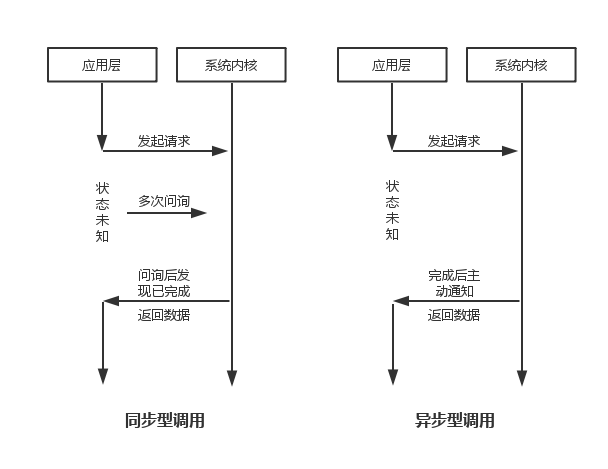 应用层
系统内核
发起请求
状
态
未
知
多次问询
问询后发
现已完成
返回数据
同步型调用
应用层
系统内核
发起请求
状
态
未
知
完成后主
动通知
返回数据
异步型调用